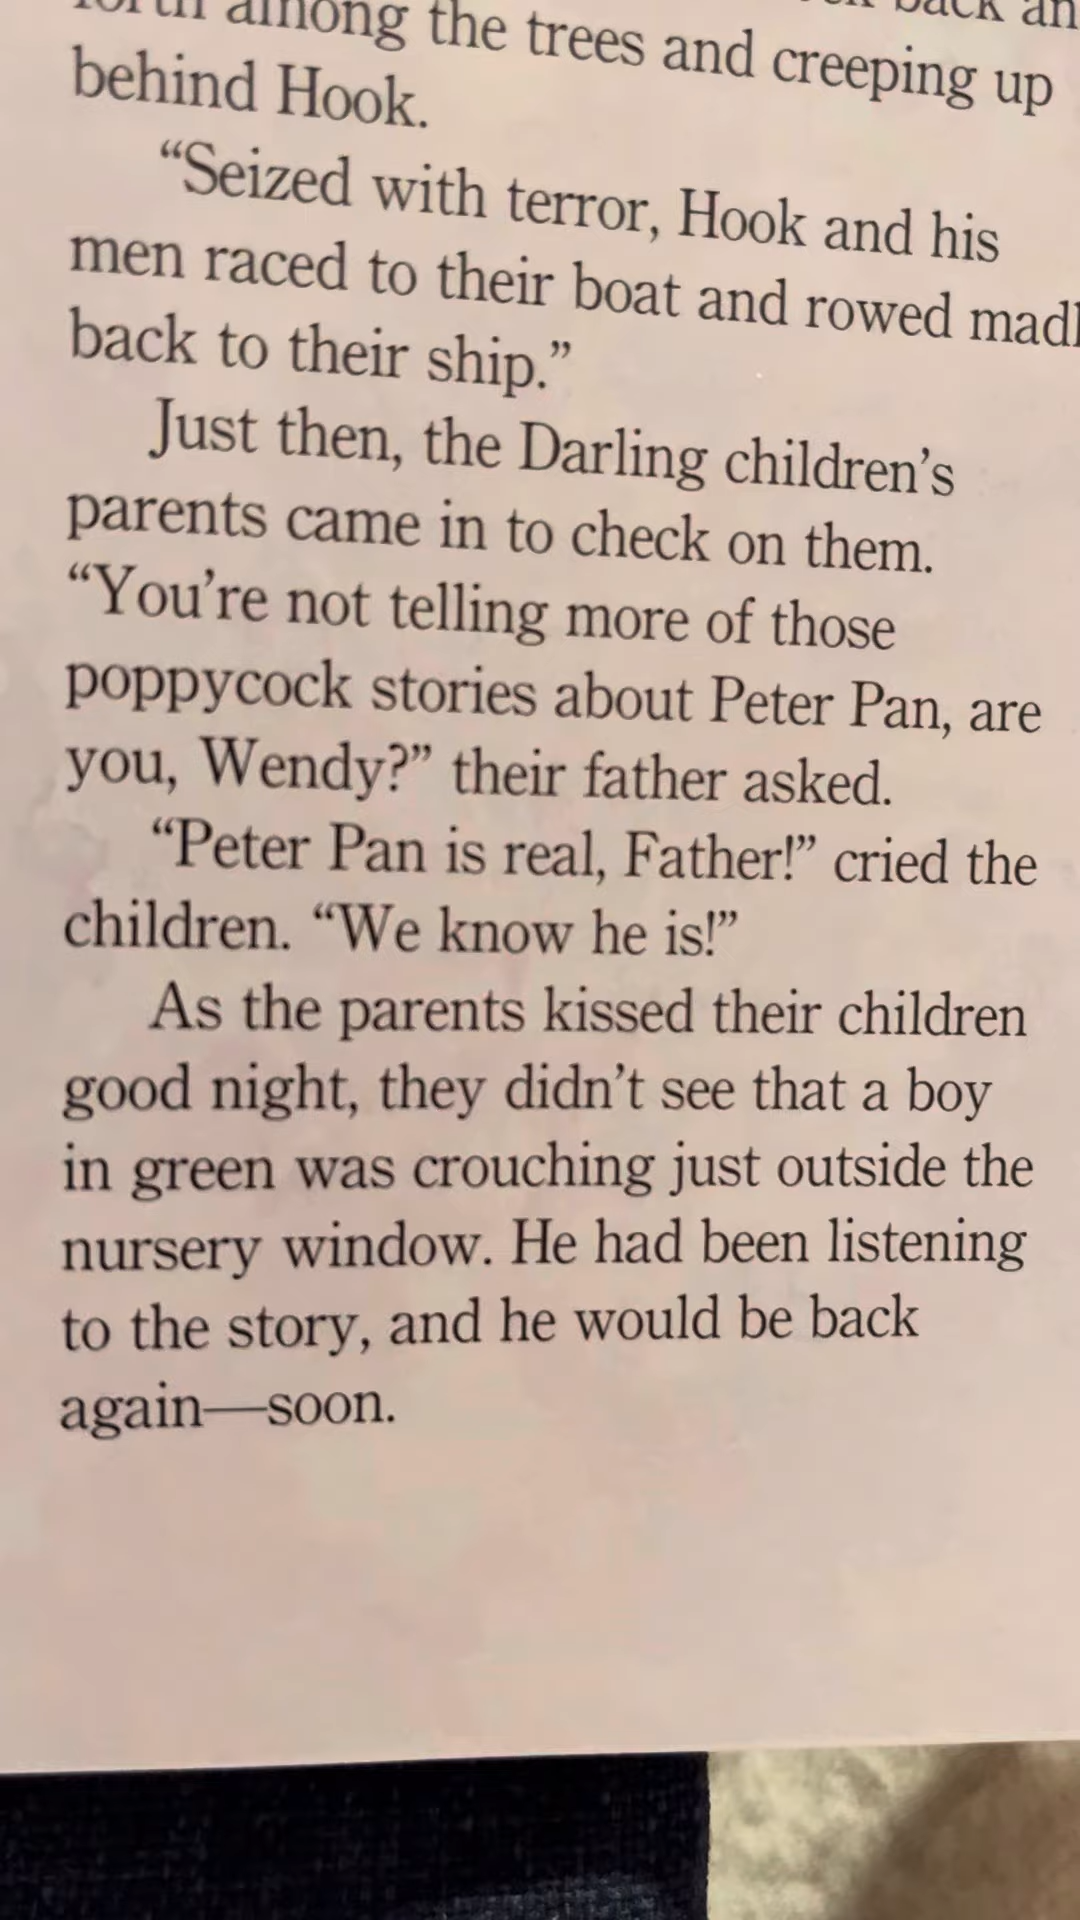 among the trees and creeping up
behind Hook.
“Seized with terror, Hook and his
men raced to their boat and rowed
back to their ship.”
Just then, the Darling children’s
parents came in to check on them.
“You’re not telling more of those
poppycock stories about Peter Pan, are
you, Wendy?” their father asked.
“Peter Pan is real, Father!” cried the
children. “We know he is!”
As the parents kissed their children
good night, they didn’t see that a boy
in green was crouching just outside the
nursery window. He had been listening
to the story, and he would be back
again—soon.